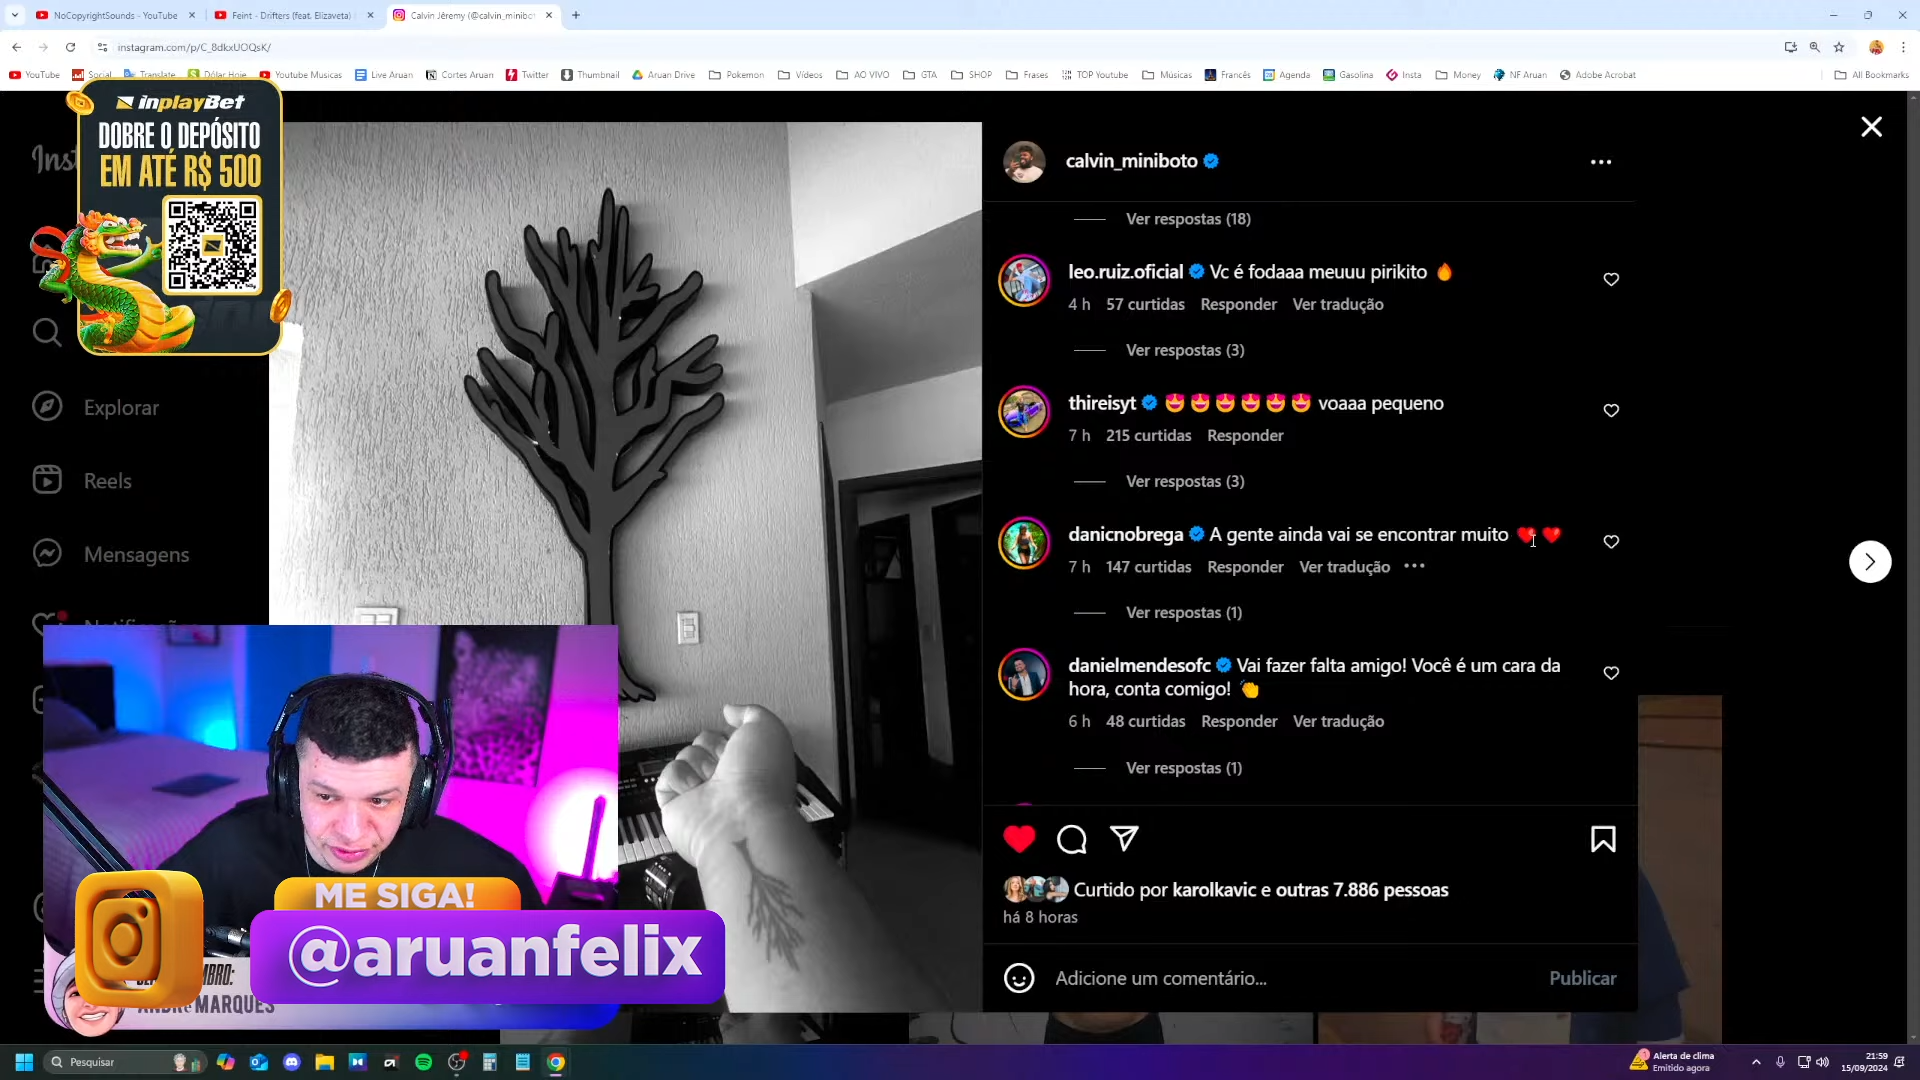 NoCopyrightSounds - YouTube
Feint - Drifters (feat. Elizaveta)
Calvin Jéremy (@calvin_minibot
instagram.com/p/C_8dkxUOQsK/
YouTube
Social
Translate
Dólar Hoje
Youtube Musicas
Live Aruan
Cortes Aruan
Twitter
Thumbnail
Aruan Drive
Pokemon
Vídeos
AO VIVO
GTA
SHOP
Frases
TOP Youtube
Músicas
Francês
Agenda
Gasolina
Insta
Money
NF Aruan
Adobe Acrobat
All Bookmarks
inplayBet
DOBRE O DEPÓSITO
EM ATÉ R$ 500
Explorar
Reels
Mensagens
calvin_miniboto
Ver respostas (18)
leo.ruiz.oficial Vc é fodaaa meuuu pirikito 🔥
4 h 57 curtidas Responder Ver tradução
Ver respostas (3)
thireisyt 😍😍😍😍😍😍 voaaa pequeno
7 h 215 curtidas Responder
Ver respostas (3)
danicnobrega A gente ainda vai se encontrar muito ❤️❤️
7 h 147 curtidas Responder Ver tradução •••
Ver respostas (1)
danielmendesofc Vai fazer falta amigo! Você é um cara da
hora, conta comigo! 👏
6 h 48 curtidas Responder Ver tradução
Ver respostas (1)
Curtido por karolkavic e outras 7.886 pessoas
há 8 horas
Adicione um comentário...
Publicar
ME SIGA!
@aruanfelix
MARQUES
Pesquisar
Alerta de clima
Emitido agora
21:59
15/09/2024